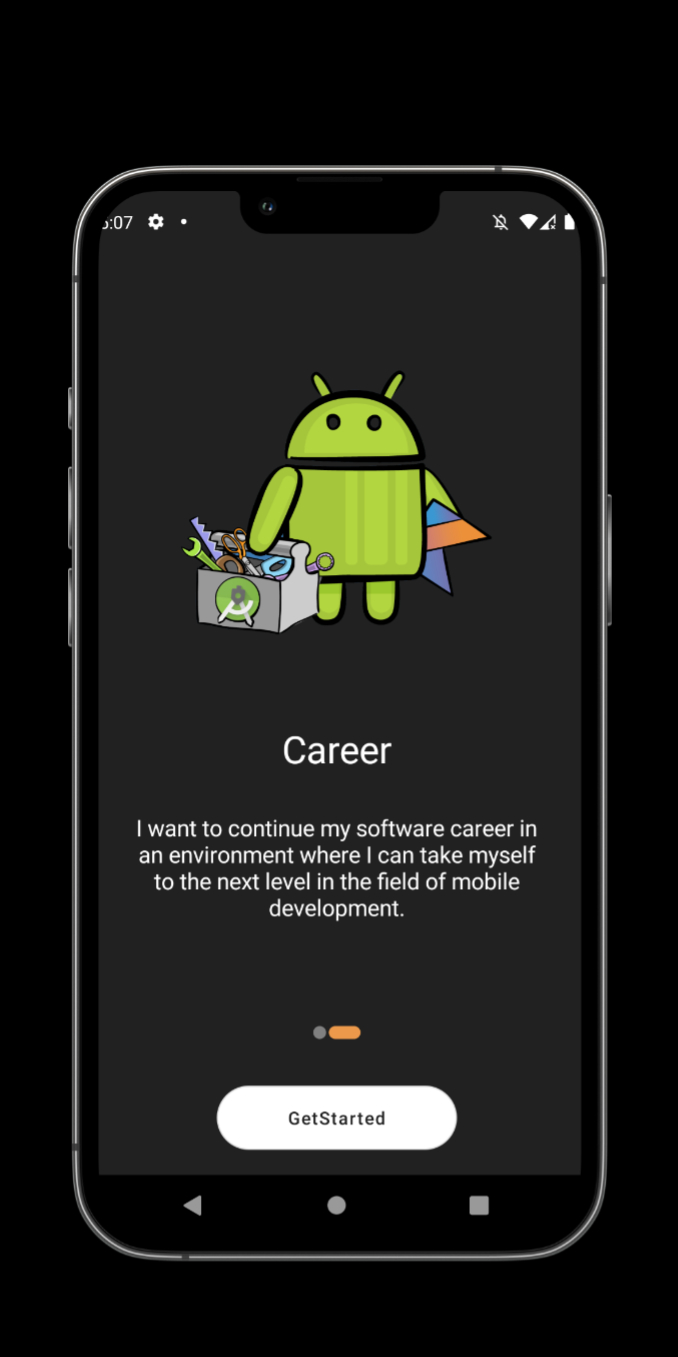 :07
Career
I want to continue my software career in
an environment where I can take myself
to the next level in the field of mobile
development.
GetStarted